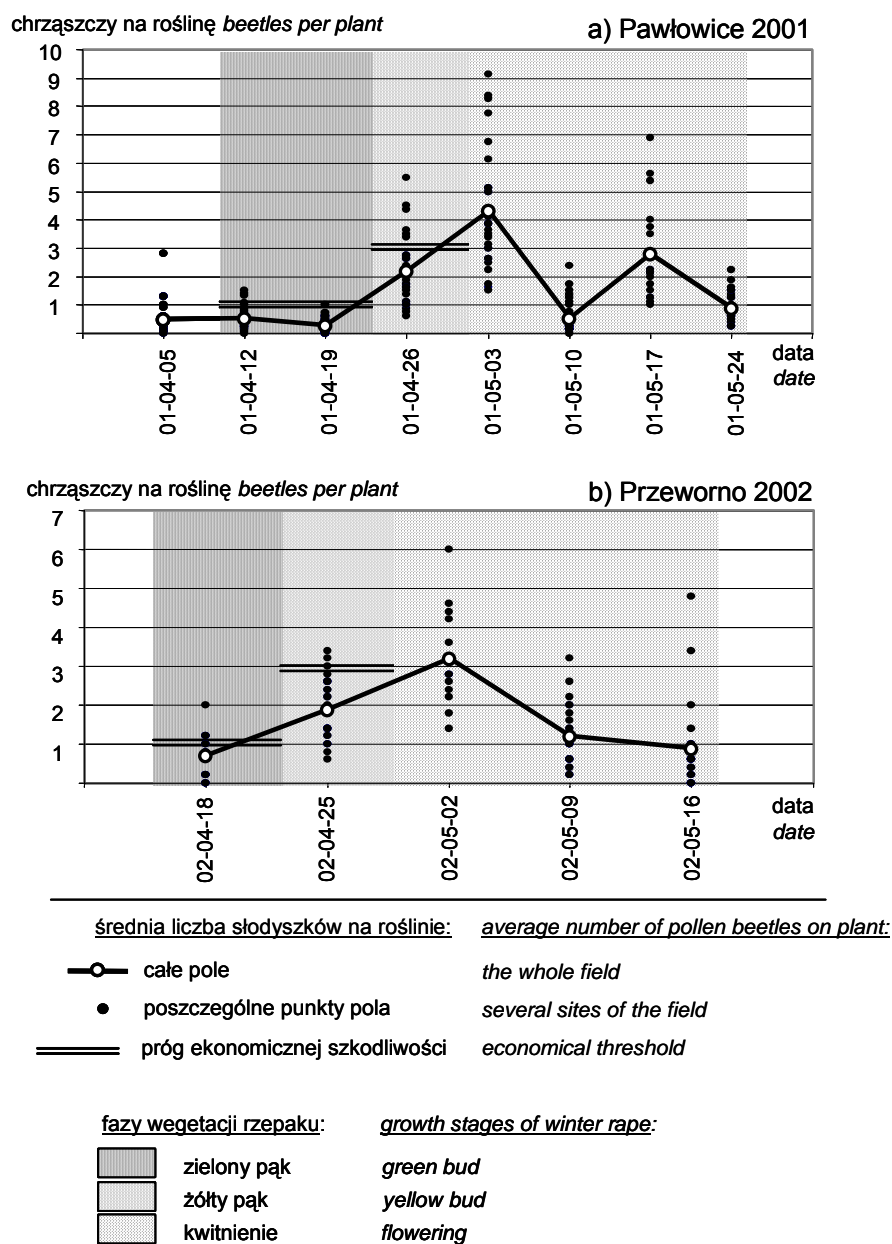 chrząszczy na roślinę beetles per plant
a) Pawłowice 2001
10
9
8
7
6
5
4
3
2
1
01-04-05 01-04-12 01-04-19 01-04-26 01-05-03 01-05-10 01-05-17 01-05-24
data
date
chrząszczy na roślinę beetles per plant
b) Przeworno 2002
7
6
5
4
3
2
1
02-04-18 02-04-25 02-05-02 02-05-09 02-05-16
data
date
średnia liczba słodyszków na roślinie: average number of pollen beetles on plant:
całe pole the whole field
poszczególne punkty pola several sites of the field
próg ekonomicznej szkodliwości economical threshold
fazy wegetacji rzepaku: growth stages of winter rape:
zielony pąk green bud
żółty pąk yellow bud
kwitnienie flowering